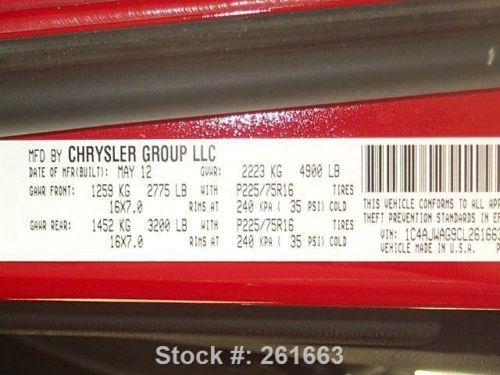 MFD BY CHRYSLER GROUP LLC
DATE OF MFR(BUILT): MAY 12 GVWR: 2223 KG 4900 LB
GAWR FRONT: 1259 KG 2775 LB WITH P225/75R16 TIRES
16X7.0 RIMS AT 240 KPA ( 35 PSI) COLD
GAWR REAR: 1452 KG 3200 LB WITH P225/75R16 TIRES
16X7.0 RIMS AT 240 KPA ( 35 PSI) COLD
THIS VEHICLE CONFORMS TO ALL APP
THEFT PREVENTION STANDARDS IN EF
VIN: 1C4AJWAG9CL261663
VEHICLE MADE IN U.S.A.
Stock #: 261663